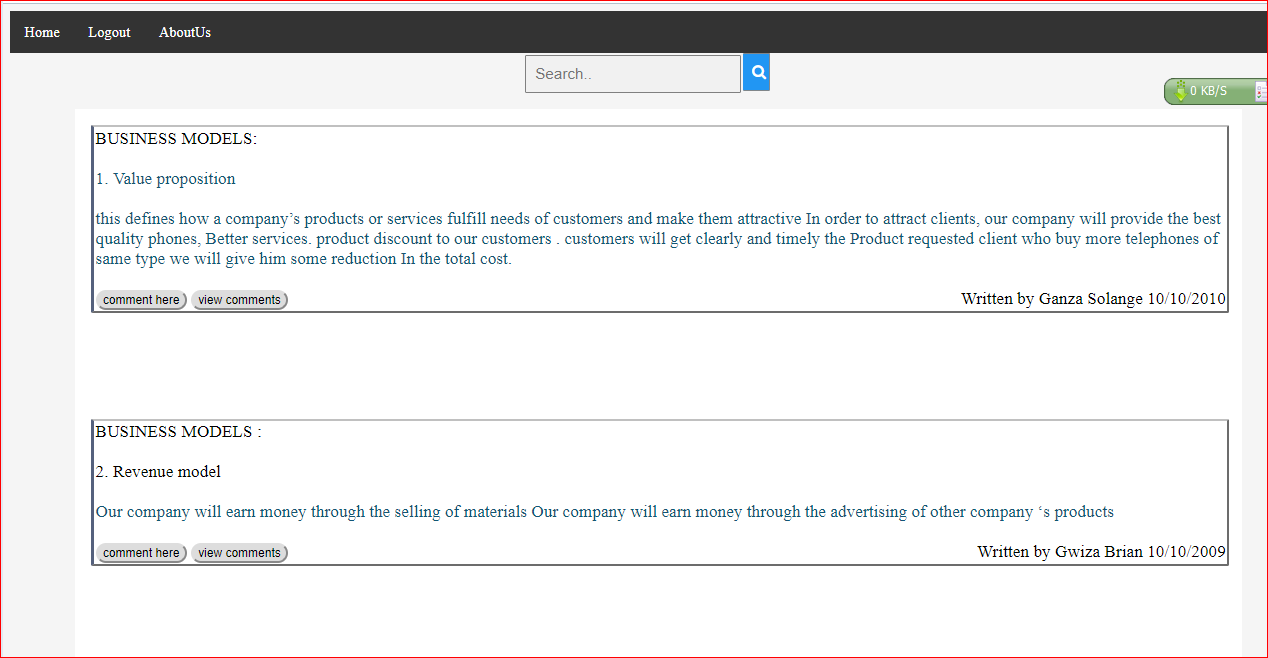 Home Logout AboutUs
Search..
0 KB/S
BUSINESS MODELS:
1. Value proposition
this defines how a company’s products or services fulfill needs of customers and make them attractive In order to attract clients, our company will provide the best
quality phones, Better services. product discount to our customers . customers will get clearly and timely the Product requested client who buy more telephones of
same type we will give him some reduction In the total cost.
comment here view comments Written by Ganza Solange 10/10/2010
BUSINESS MODELS :
2. Revenue model
Our company will earn money through the selling of materials Our company will earn money through the advertising of other company ‘s products
comment here view comments Written by Gwiza Brian 10/10/2009